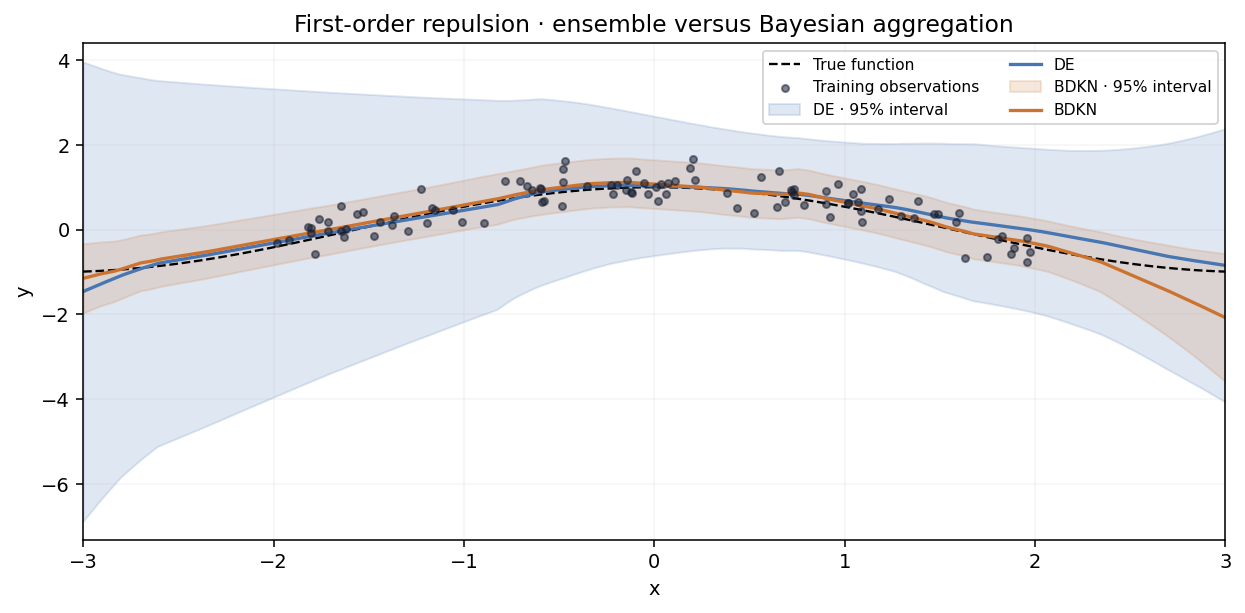 First-order repulsion · ensemble versus Bayesian aggregation
True function
Training observations
DE · 95% interval
DE
BDKN · 95% interval
BDKN
4
2
0
−2
−4
−6
y
−3
−2
−1
0
1
2
3
x